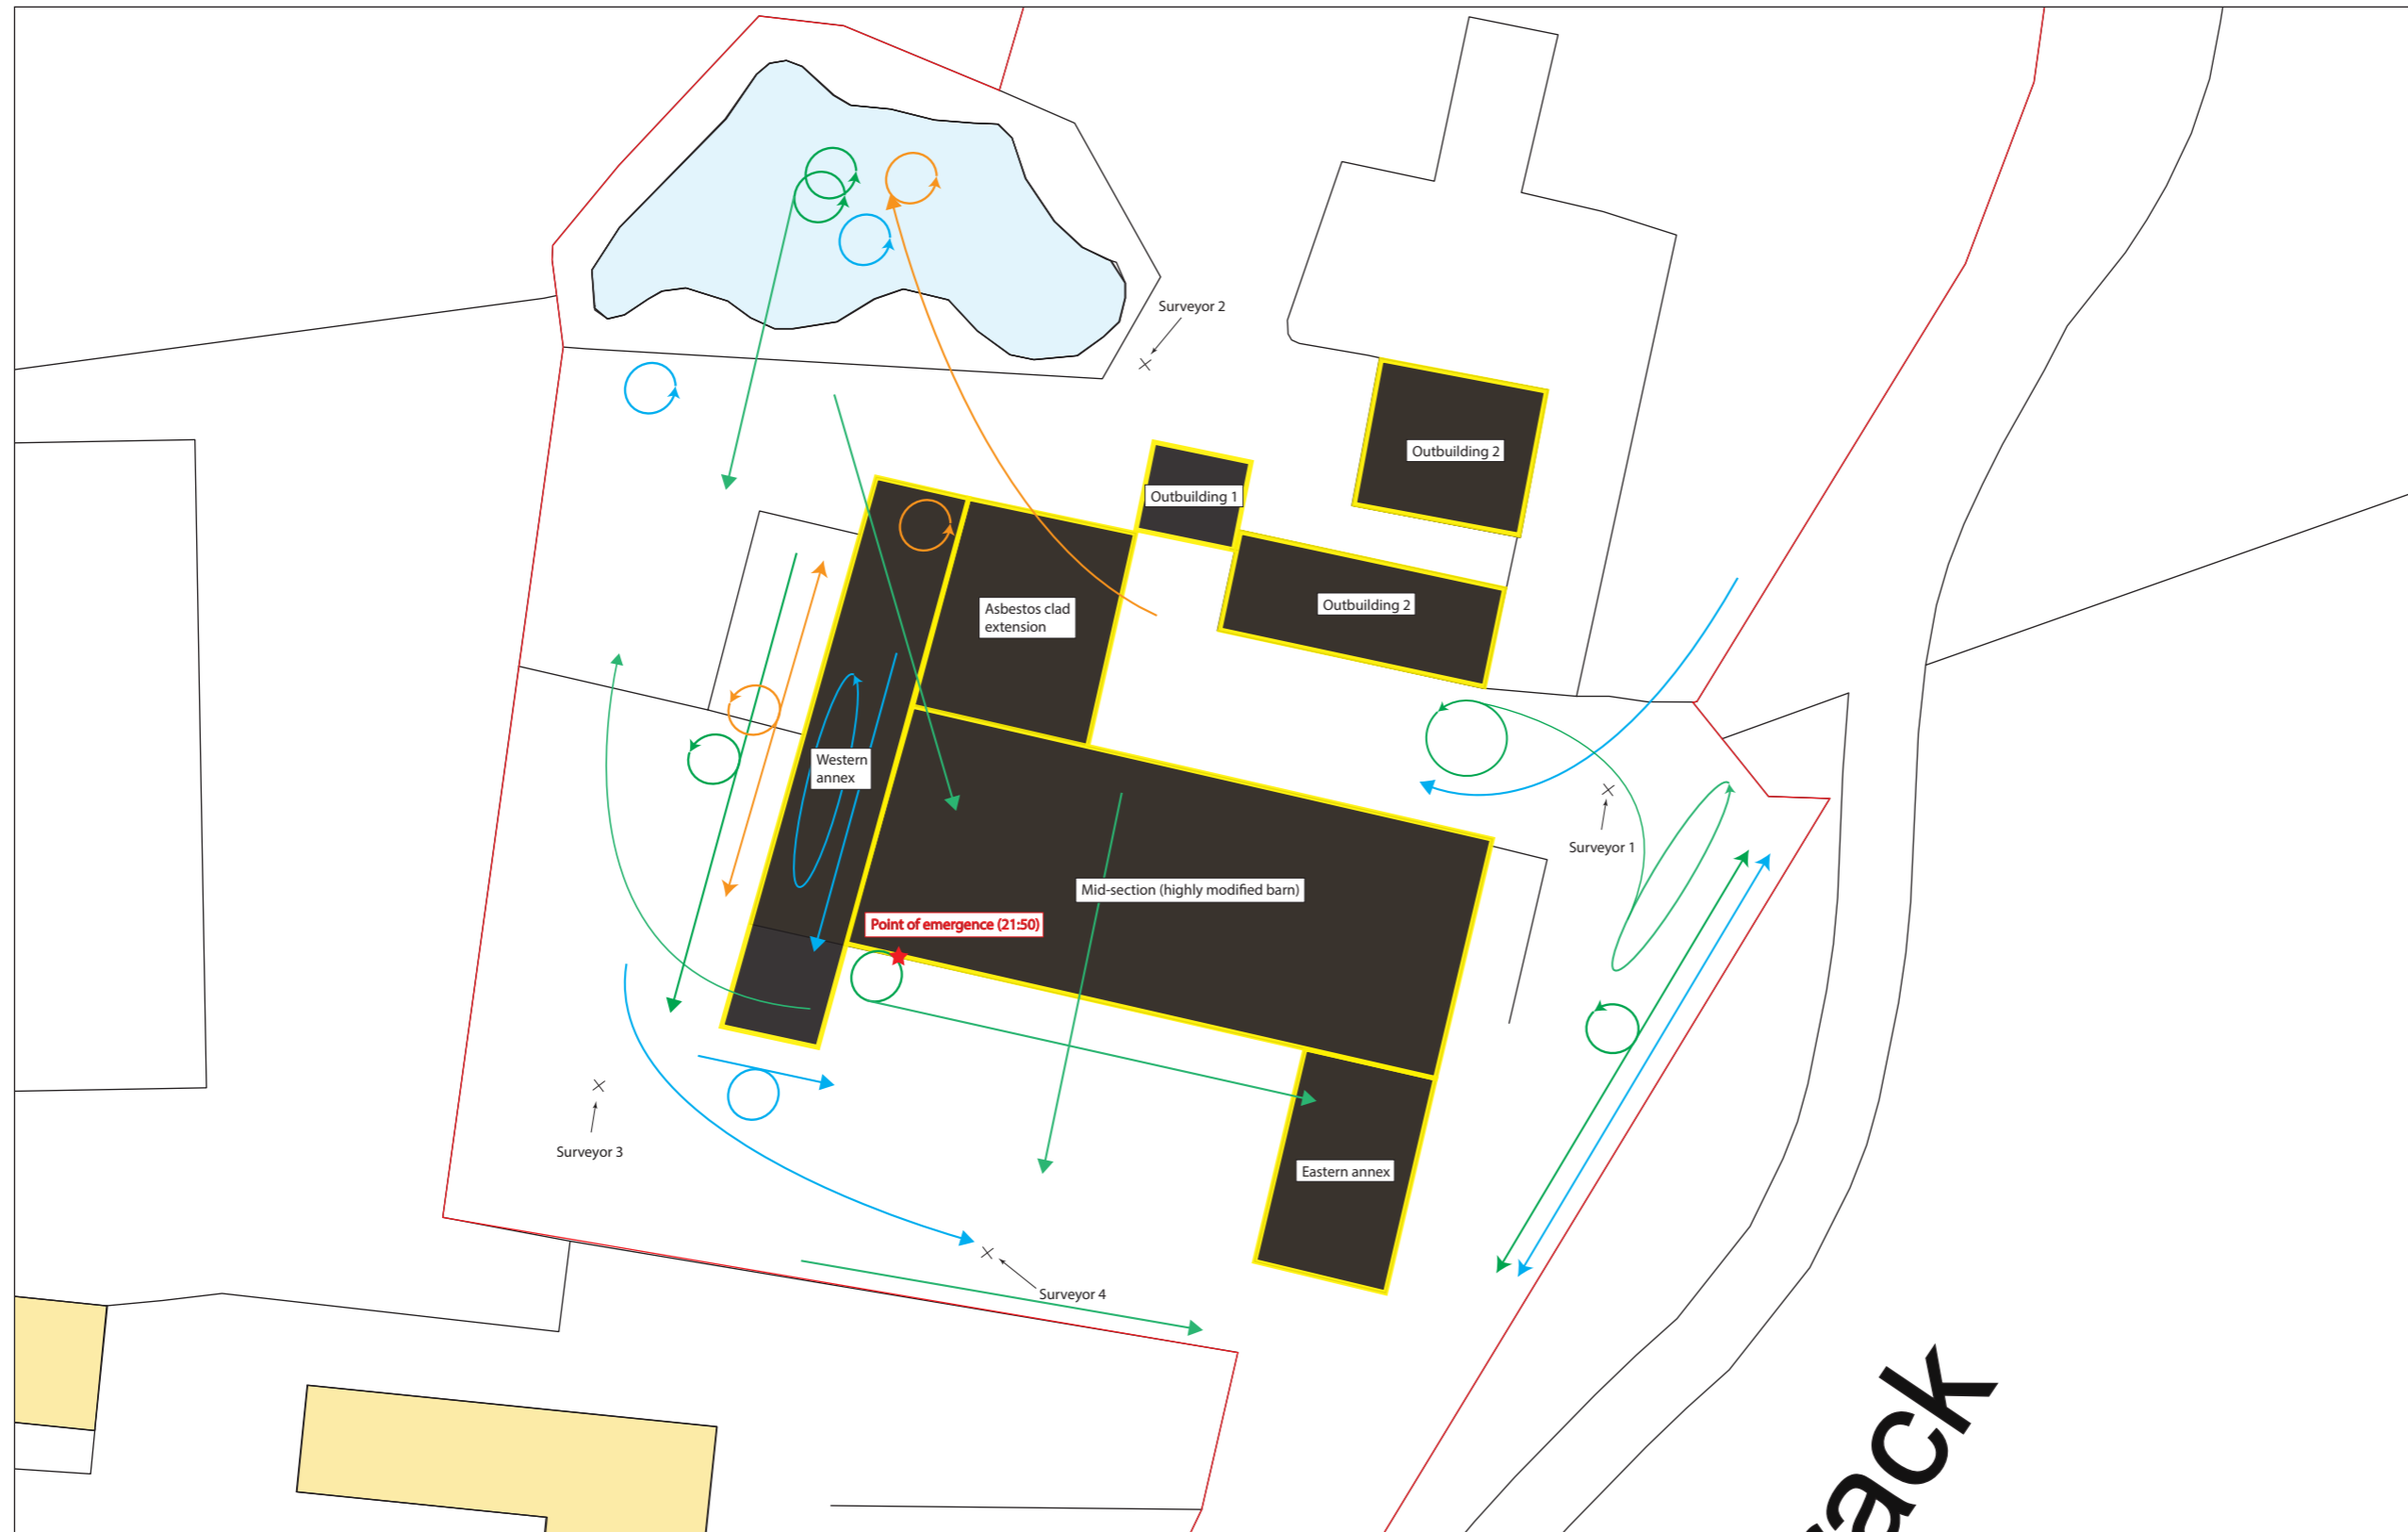 Surveyor 2
Outbuilding 2
Outbuilding 1
Outbuilding 2
Asbestos clad
extension
Western
annex
Surveyor 1
Mid-section (highly modified barn)
Point of emergence (21:50)
Surveyor 3
Eastern annex
Surveyor 4